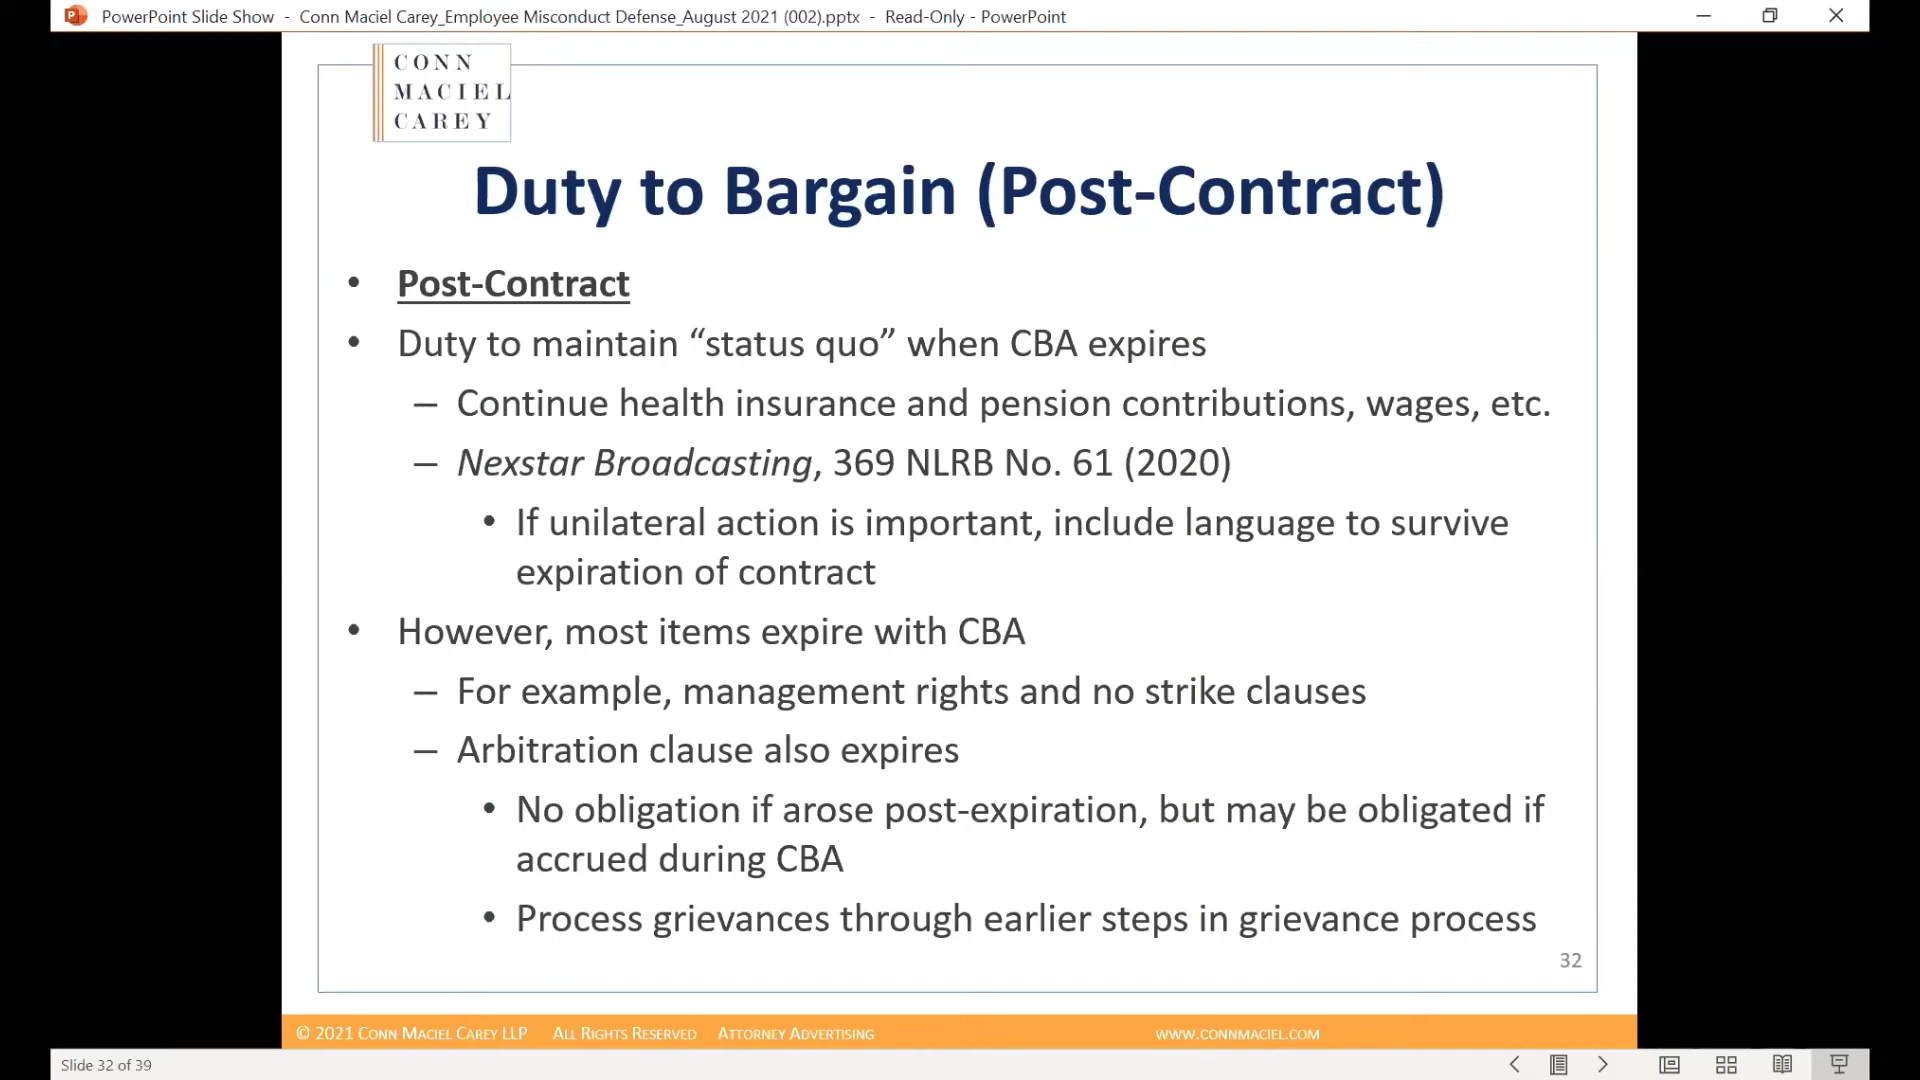 PowerPoint Slide Show - Conn Maciel Carey_Employee Misconduct Defense_August 2021 (002).pptx - Read-Only - PowerPoint
CONN
MACIEL
CAREY
Duty to Bargain (Post-Contract)
• Post-Contract
• Duty to maintain “status quo” when CBA expires
– Continue health insurance and pension contributions, wages, etc.
– Nexstar Broadcasting, 369 NLRB No. 61 (2020)
• If unilateral action is important, include language to survive
expiration of contract
• However, most items expire with CBA
– For example, management rights and no strike clauses
– Arbitration clause also expires
• No obligation if arose post-expiration, but may be obligated if
accrued during CBA
• Process grievances through earlier steps in grievance process
32
© 2021 CONN MACIEL CAREY LLP ALL RIGHTS RESERVED ATTORNEY ADVERTISING WWW.CONNMACIEL.COM
Slide 32 of 39